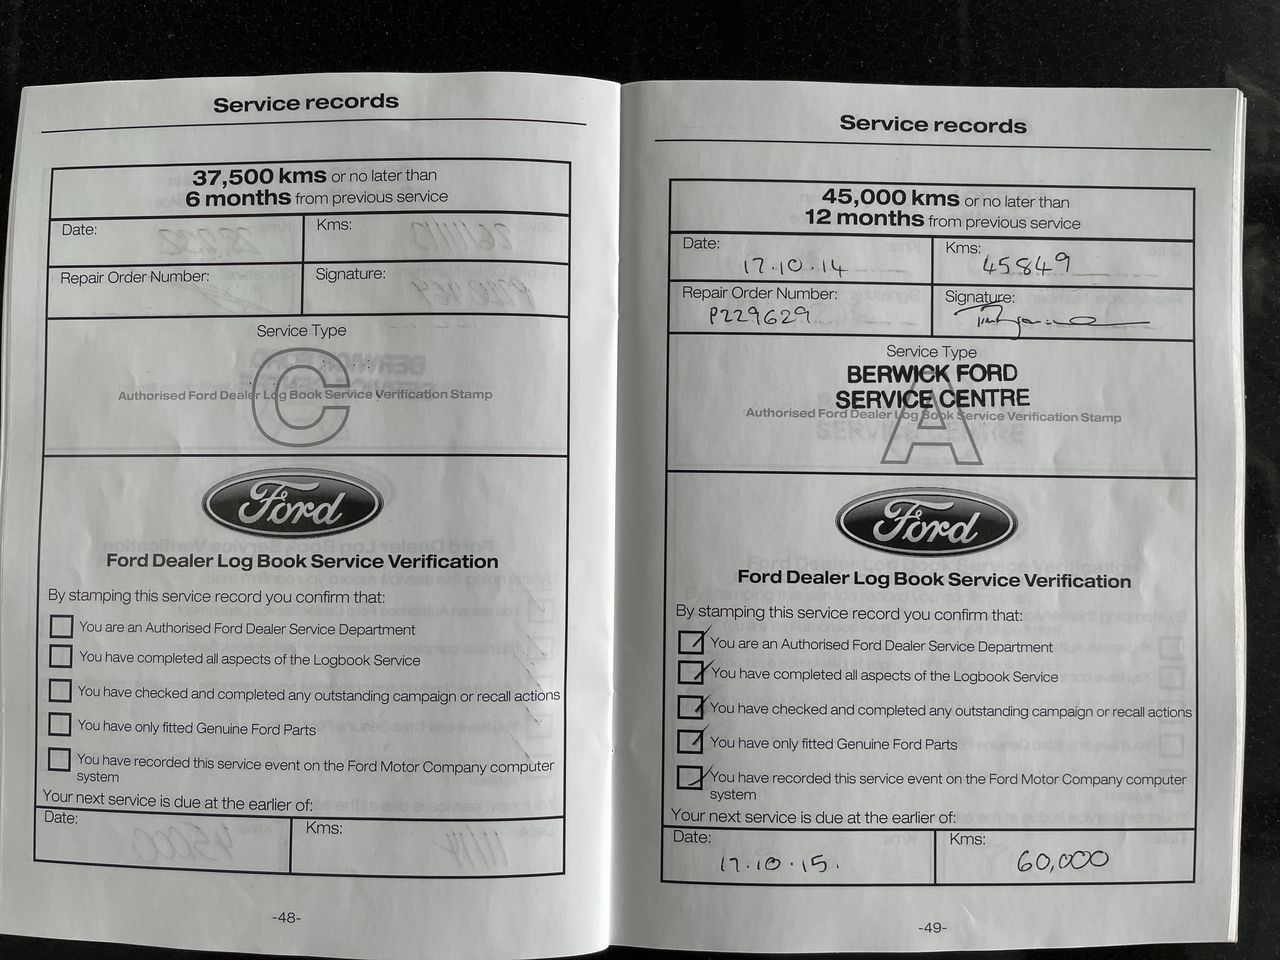 Service records
37,500 kms or no later than
6 months from previous service
Date:
Kms:
Repair Order Number:
Signature:
Service Type
C
Authorised Ford Dealer Log Book Service Verification Stamp
Ford
Ford Dealer Log Book Service Verification
By stamping this service record you confirm that:
You are an Authorised Ford Dealer Service Department
You have completed all aspects of the Logbook Service
You have checked and completed any outstanding campaign or recall actions
You have only fitted Genuine Ford Parts
You have recorded this service event on the Ford Motor Company computer
system
Your next service is due at the earlier of:
Date:
Kms:
-48-
Service records
45,000 kms or no later than
12 months from previous service
Date:
17.10.14
Kms:
45849
Repair Order Number:
P229629
Signature:
Service Type
BERWICK FORD
SERVICE CENTRE
A
Authorised Ford Dealer Log Book Service Verification Stamp
Ford
Ford Dealer Log Book Service Verification
By stamping this service record you confirm that:
You are an Authorised Ford Dealer Service Department
You have completed all aspects of the Logbook Service
You have checked and completed any outstanding campaign or recall actions
You have only fitted Genuine Ford Parts
You have recorded this service event on the Ford Motor Company computer
system
Your next service is due at the earlier of:
Date:
17.10.15.
Kms:
60,000
-49-